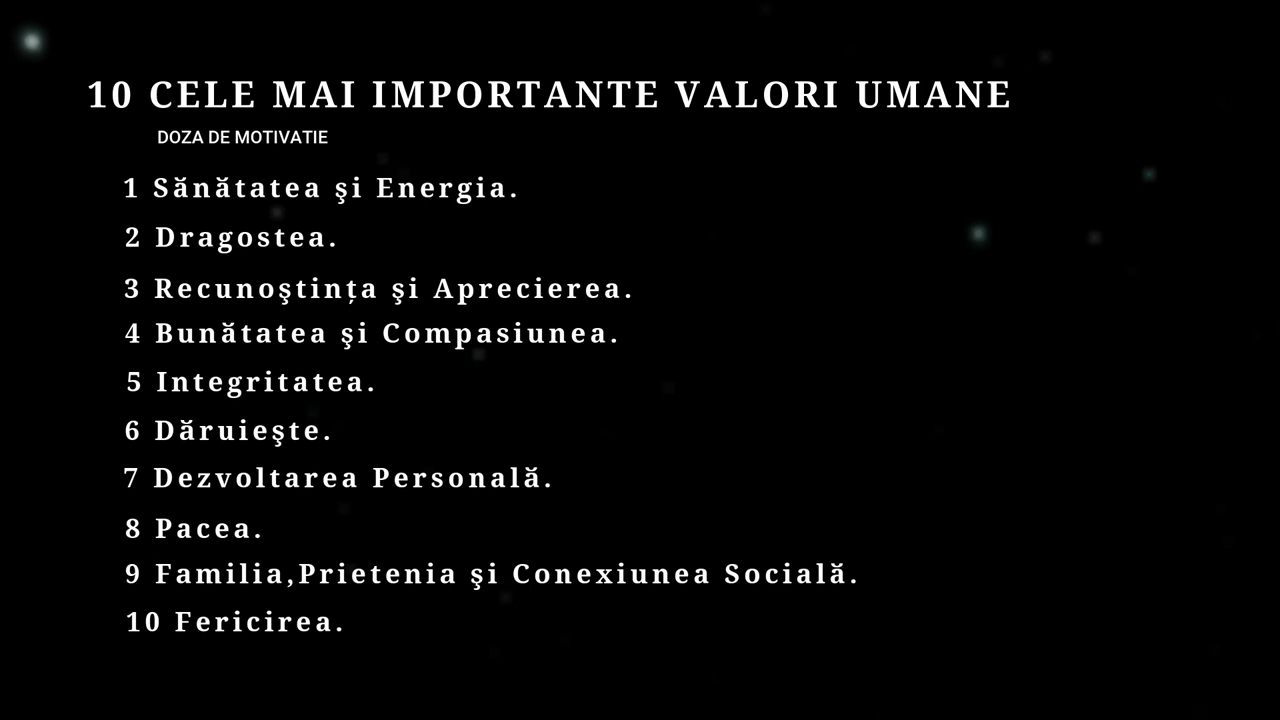 10 CELE MAI IMPORTANTE VALORI UMANE
DOZA DE MOTIVATIE
1 Sănătatea şi Energia.
2 Dragostea.
3 Recunoştinţa şi Aprecierea.
4 Bunătatea şi Compasiunea.
5 Integritatea.
6 Dăruieşte.
7 Dezvoltarea Personală.
8 Pacea.
9 Familia,Prietenia şi Conexiunea Socială.
10 Fericirea.